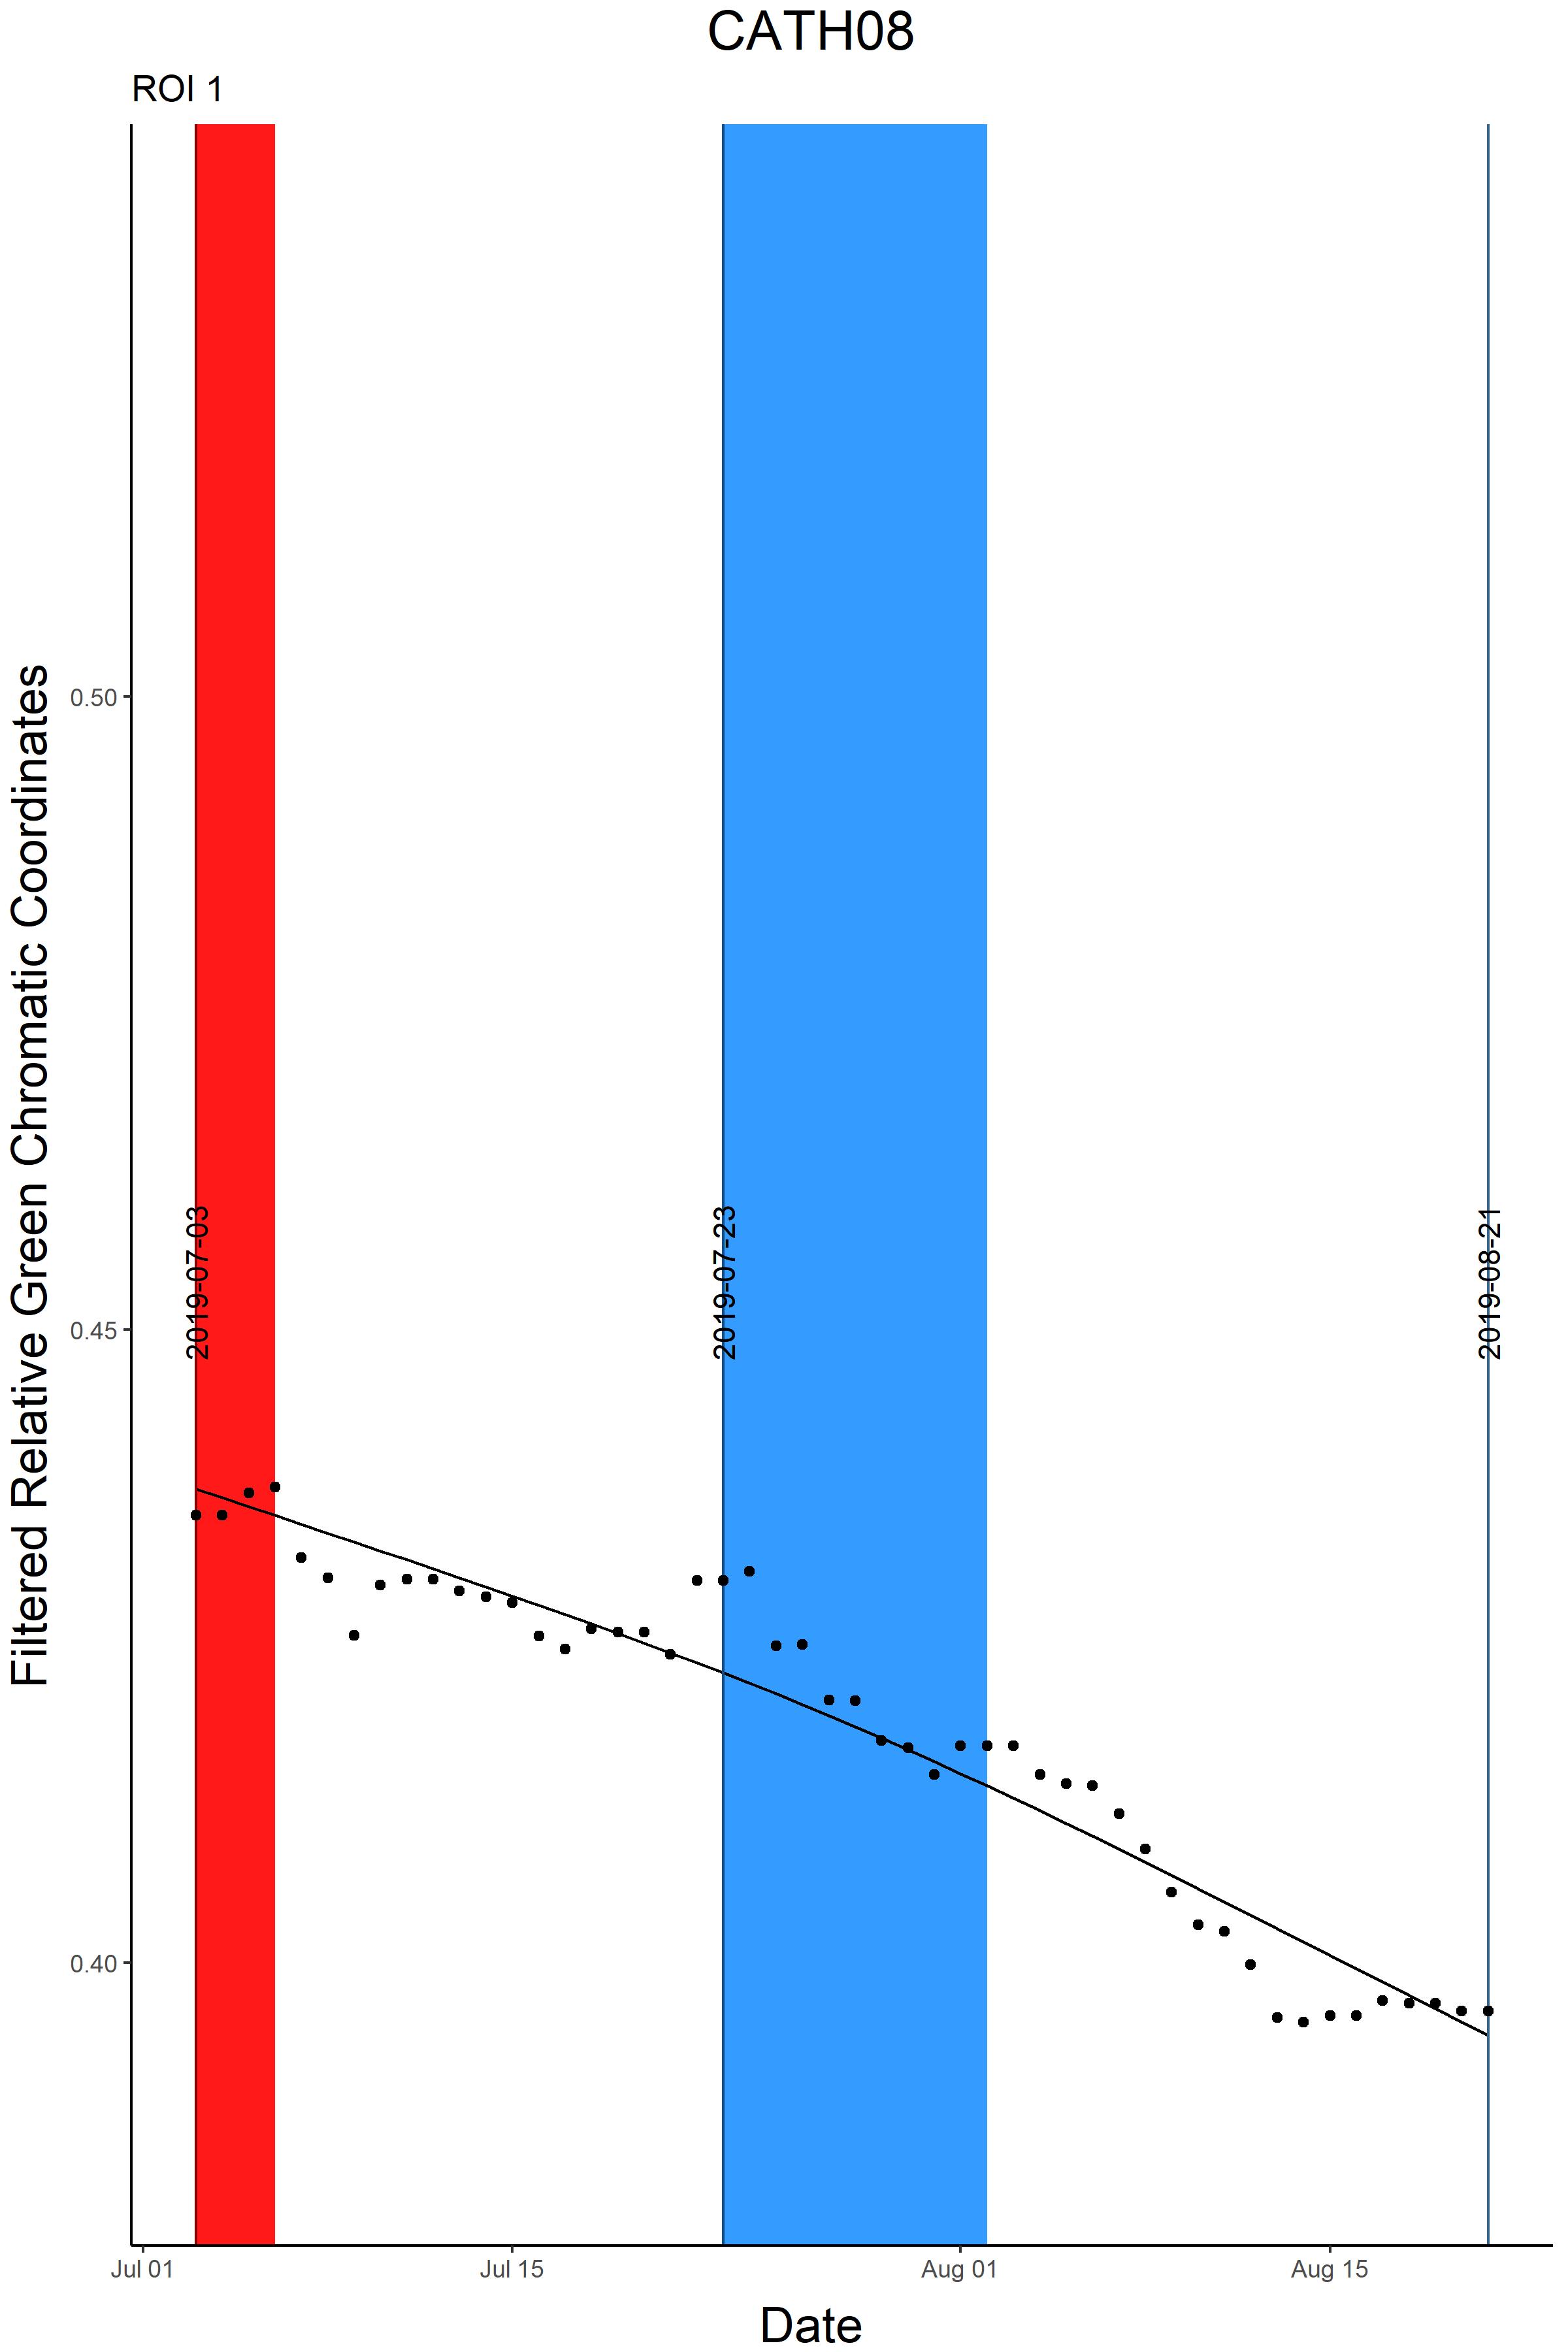 CATH08
ROI 1
Filtered Relative Green Chromatic Coordinates
0.50
0.45
0.40
2019-07-03
2019-07-23
2019-08-21
Jul 01
Jul 15
Aug 01
Aug 15
Date